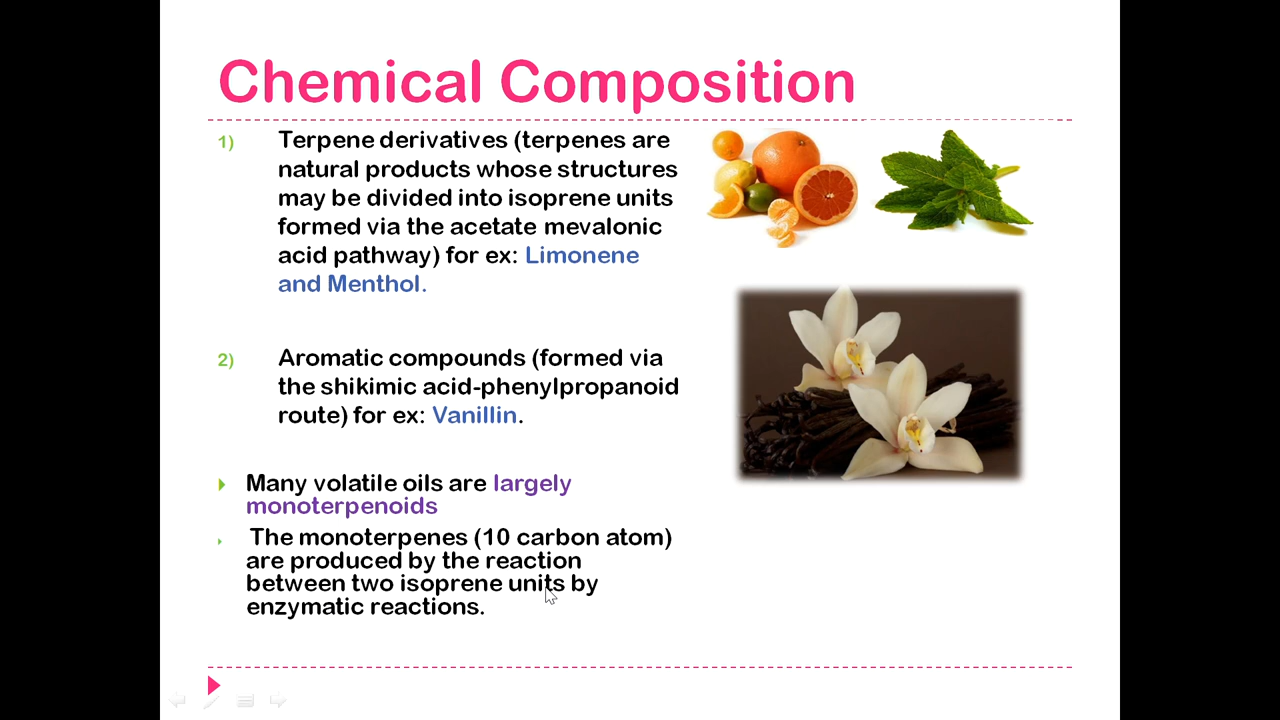 Chemical Composition
1) Terpene derivatives (terpenes are
natural products whose structures
may be divided into isoprene units
formed via the acetate mevalonic
acid pathway) for ex: Limonene
and Menthol.
2) Aromatic compounds (formed via
the shikimic acid-phenylpropanoid
route) for ex: Vanillin.
Many volatile oils are largely
monoterpenoids
The monoterpenes (10 carbon atom)
are produced by the reaction
between two isoprene units by
enzymatic reactions.